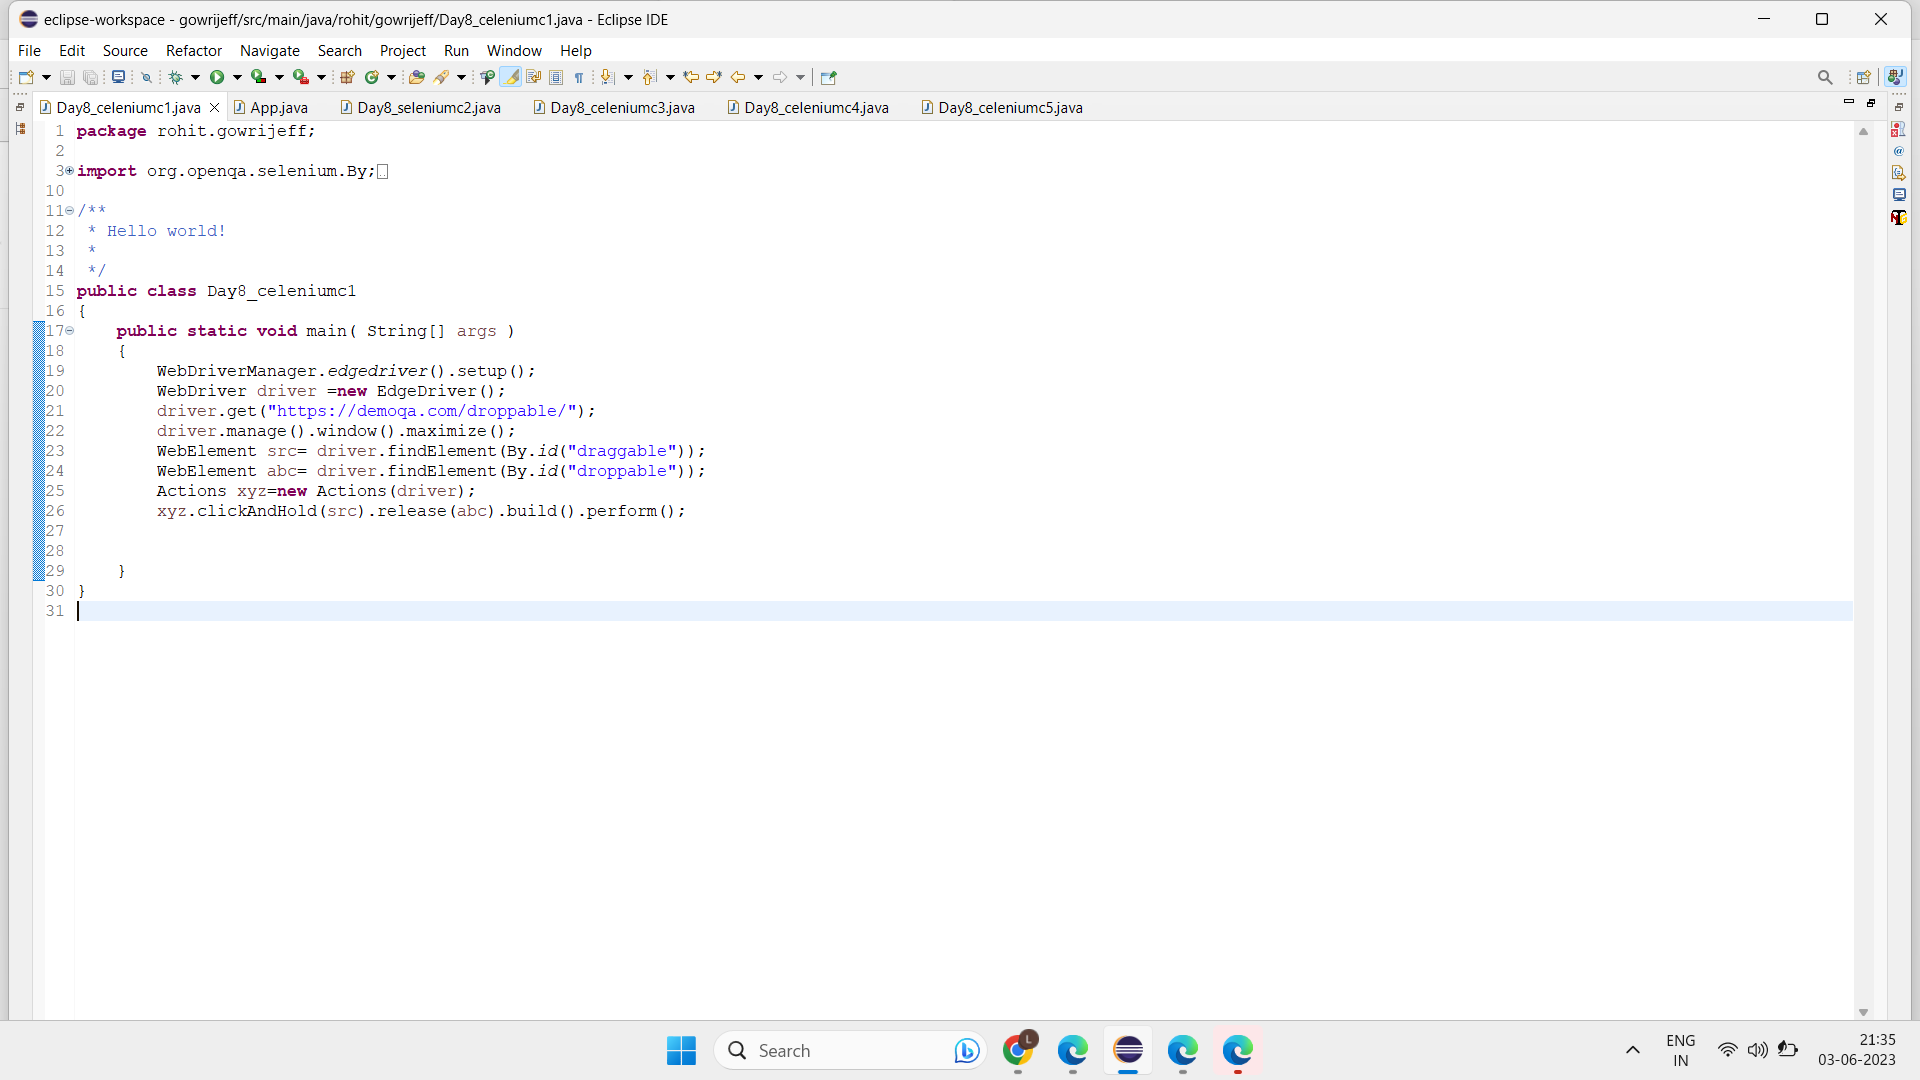 eclipse-workspace - gowrijeff/src/main/java/rohit/gowrijeff/Day8_celeniumc1.java - Eclipse IDE
File Edit Source Refactor Navigate Search Project Run Window Help
Day8_celeniumc1.java App.java Day8_seleniumc2.java Day8_celeniumc3.java Day8_celeniumc4.java Day8_celeniumc5.java
1 package rohit.gowrijeff;
2
3 import org.openqa.selenium.By;
10
11 /**
12 * Hello world!
13 *
14 */
15 public class Day8_celeniumc1
16 {
17 public static void main( String[] args )
18 {
19 WebDriverManager.edgedriver().setup();
20 WebDriver driver =new EdgeDriver();
21 driver.get("https://demoqa.com/droppable/");
22 driver.manage().window().maximize();
23 WebElement src= driver.findElement(By.id("draggable"));
24 WebElement abc= driver.findElement(By.id("droppable"));
25 Actions xyz=new Actions(driver);
26 xyz.clickAndHold(src).release(abc).build().perform();
27
28
29 }
30 }
31
Search
L
ENG
IN
21:35
03-06-2023